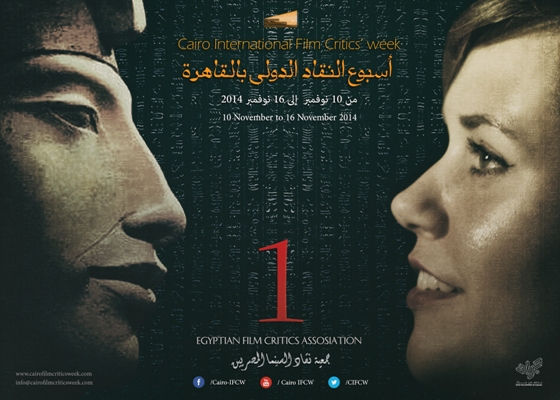 Cairo International Film Critics' week
أسبوع النقاد الدولى بالقاهرة
من 10 نوفمبر إلى 16 نوفمبر 2014
10 November to 16 November 2014
1
EGYPTIAN FILM CRITICS ASSOSIATION
جمعية نقاد السينما المصريين
www.cairofilmcriticsweek.com
info@cairofilmcriticsweek.com
/Cairo-IFCW
/ Cairo IFCW
/CIFCW